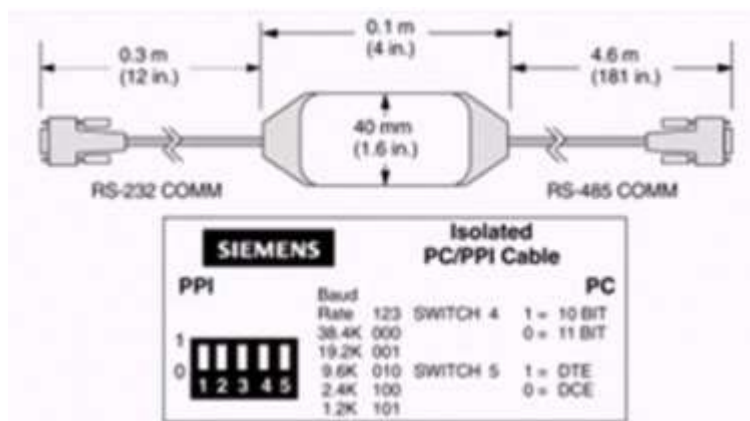 0.1 m
(4 in.)
0.3 m
(12 in.)
4.6 m
(181 in.)
40 mm
(1.6 in.)
RS-232 COMM
RS-485 COMM
SIEMENS
Isolated
PC/PPI Cable
PPI
PC
Baud
Rate 123 SWITCH 4 1 = 10 BIT
38.4K 000 0 = 11 BIT
19.2K 001
9.6K 010 SWITCH 5 1 = DTE
2.4K 100 0 = DCE
1.2K 101
1
0
1 2 3 4 5